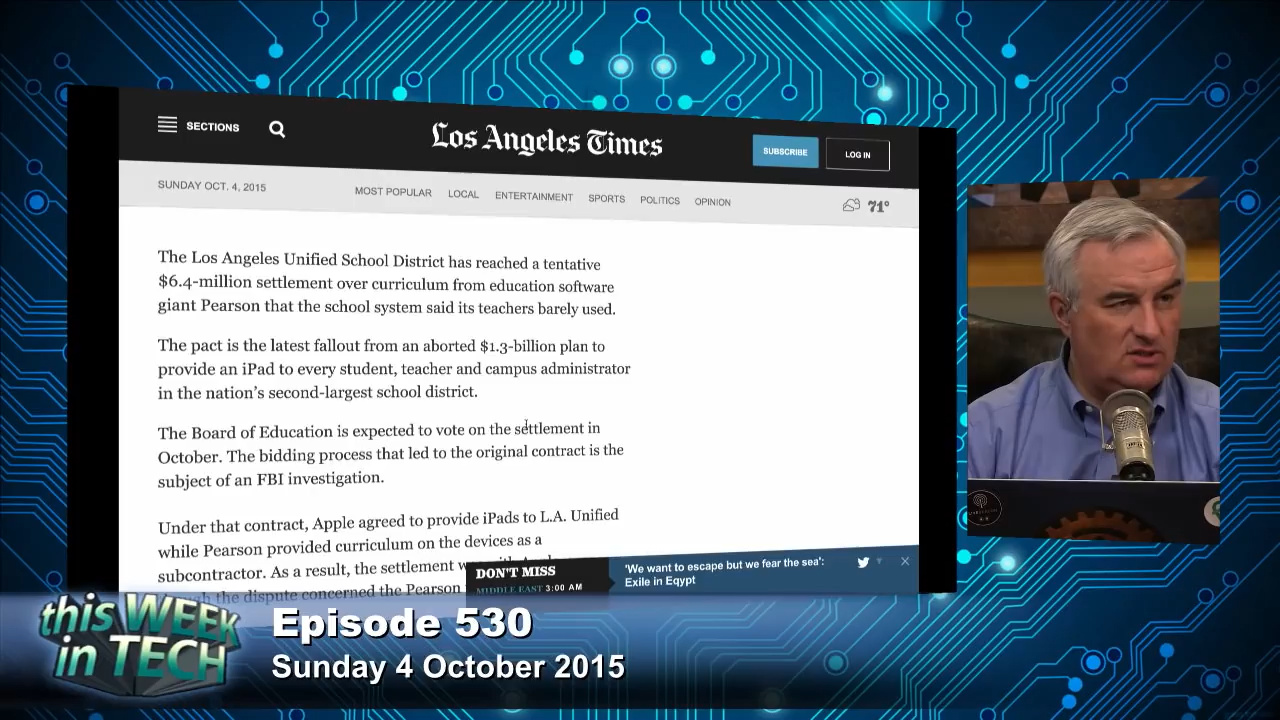 SECTIONS
Los Angeles Times
SUBSCRIBE
LOG IN
SUNDAY OCT. 4, 2015
MOST POPULAR LOCAL ENTERTAINMENT SPORTS POLITICS OPINION
71°
The Los Angeles Unified School District has reached a tentative
$6.4-million settlement over curriculum from education software
giant Pearson that the school system said its teachers barely used.
The pact is the latest fallout from an aborted $1.3-billion plan to
provide an iPad to every student, teacher and campus administrator
in the nation's second-largest school district.
The Board of Education is expected to vote on the settlement in
October. The bidding process that led to the original contract is the
subject of an FBI investigation.
Under that contract, Apple agreed to provide iPads to L.A. Unified
while Pearson provided curriculum on the devices as a
subcontractor. As a result, the settlement
the dispute concerned the Pearson
DON'T MISS
MIDDLE EAST 3:00 AM
'We want to escape but we fear the sea':
Exile in Eqypt
this WEEK
in TECH
Episode 530
Sunday 4 October 2015